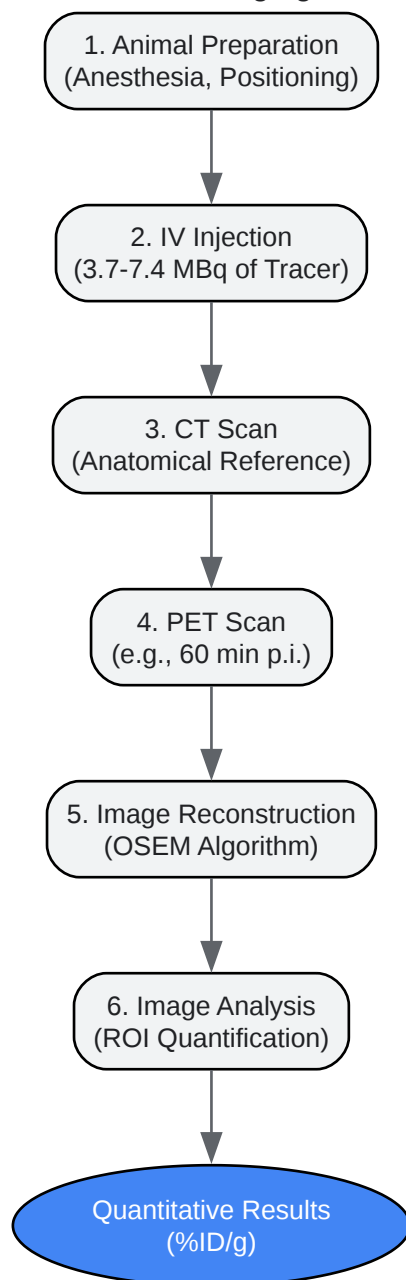 1. Animal Preparation
(Anesthesia, Positioning)
2. IV Injection
(3.7-7.4 MBq of Tracer)
3. CT Scan
(Anatomical Reference)
4. PET Scan
(e.g., 60 min p.i.)
5. Image Reconstruction
(OSEM Algorithm)
6. Image Analysis
(ROI Quantification)
Quantitative Results
(%ID/g)